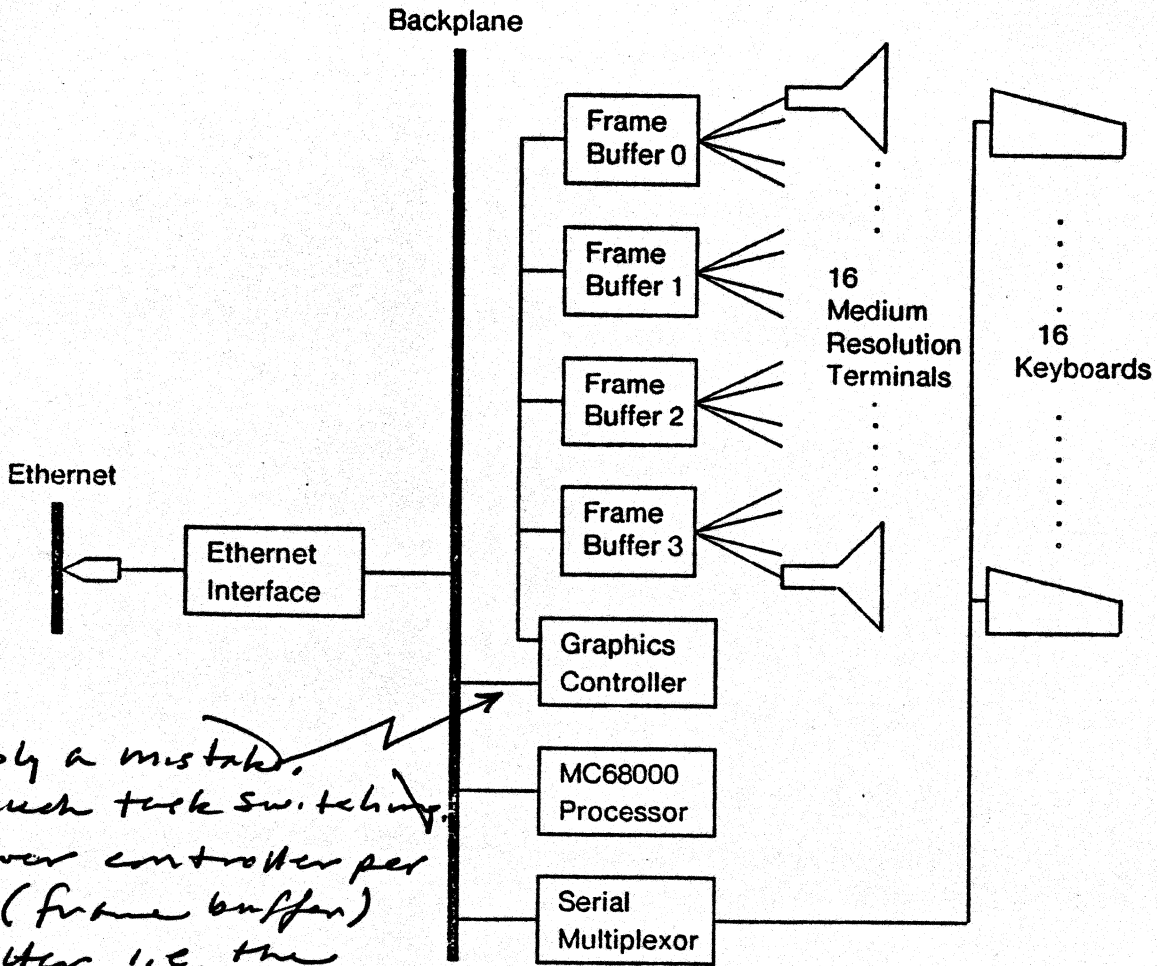 Backplane
Frame
Buffer 0
Frame
Buffer 1
16
Medium
Resolution
Terminals
16
Keyboards
Frame
Buffer 2
Ethernet
Frame
Buffer 3
Ethernet
Interface
Graphics
Controller
a mistake.
task switching.
controller per
(frame buffer)
the
MC68000
Processor
Serial
Multiplexor